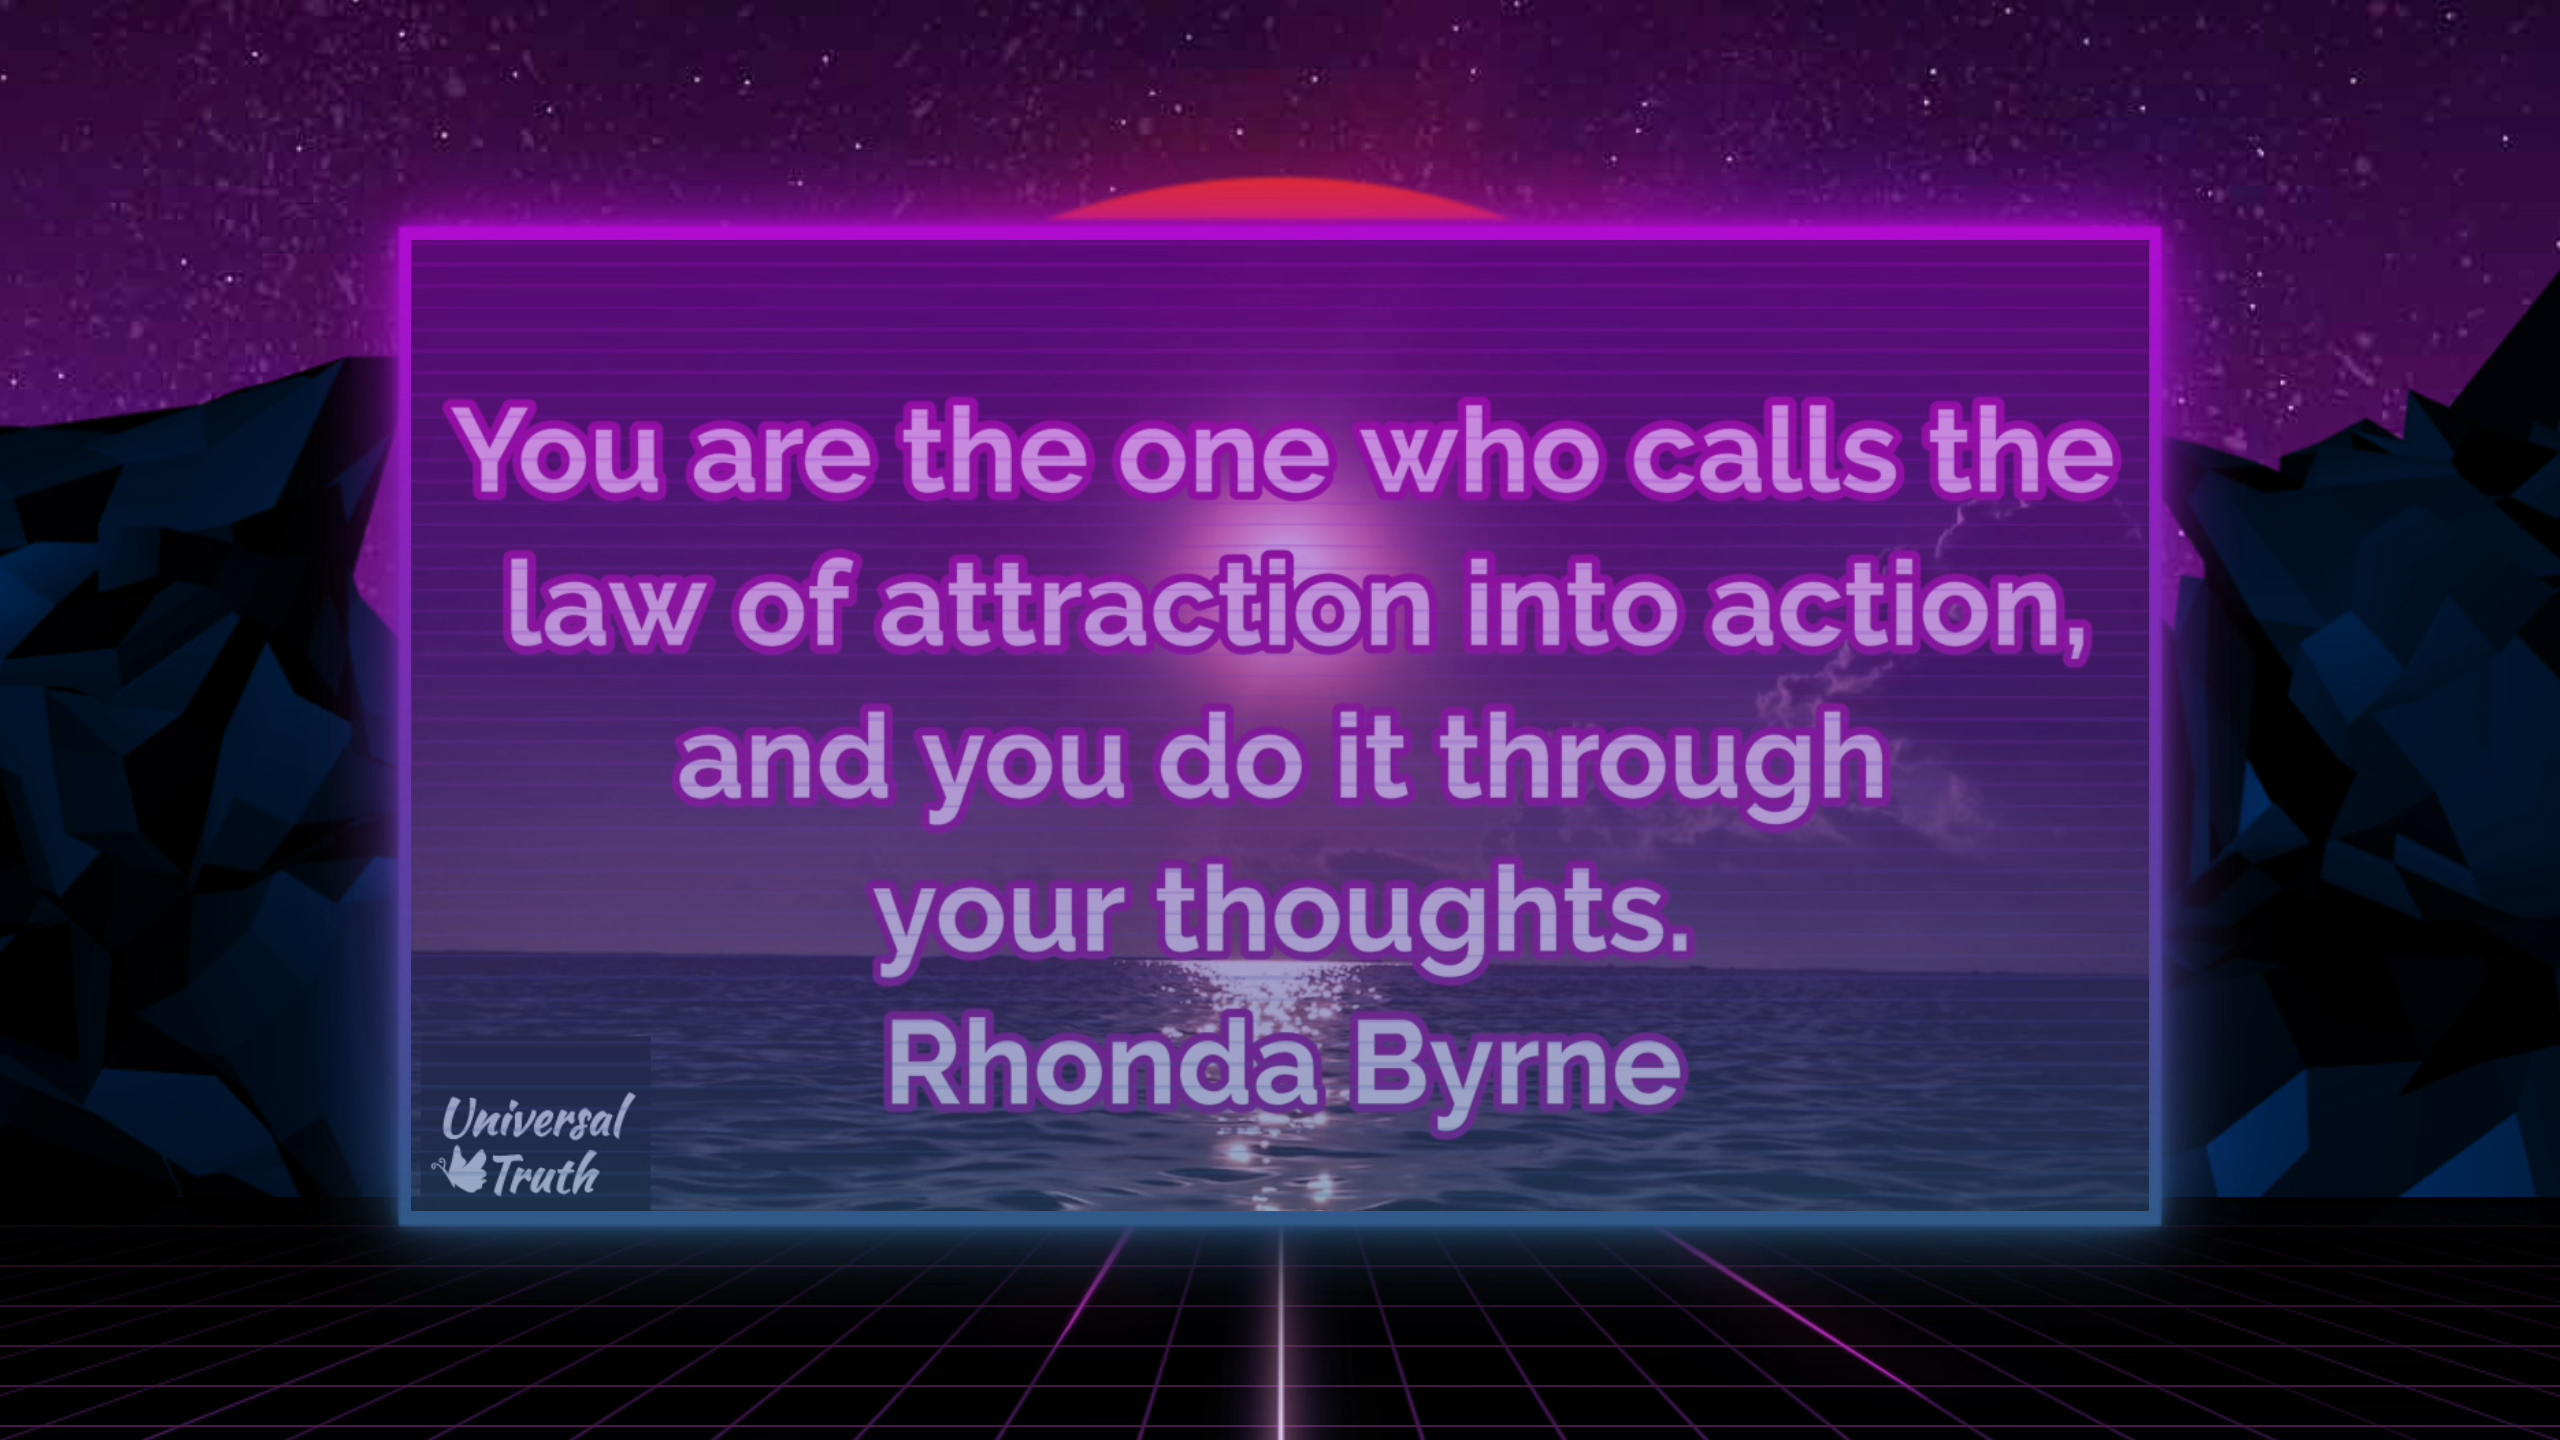 You are the one who calls the
law of attraction into action,
and you do it through
your thoughts.
Rhonda Byrne
Universal
Truth